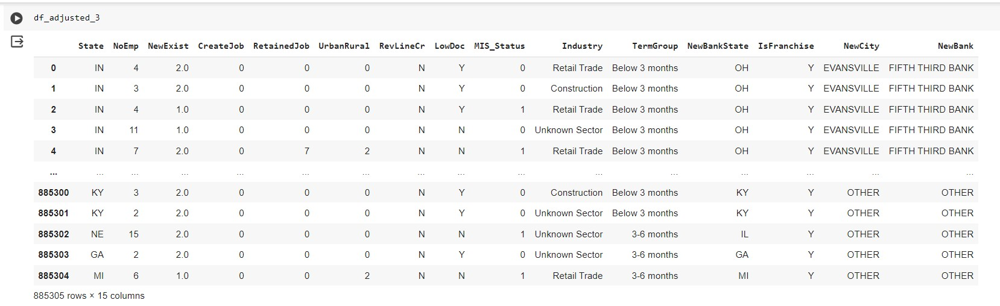 df_adjusted_3
State NoEmp NewExist CreateJob RetainedJob UrbanRural RevLineCr LowDoc MIS_Status Industry TermGroup NewBankState IsFranchise NewCity NewBank
0 IN 4 2.0 0 0 0 N Y 0 Retail Trade Below 3 months OH Y EVANSVILLE FIFTH THIRD BANK
1 IN 3 2.0 0 0 0 N Y 0 Construction Below 3 months OH Y EVANSVILLE FIFTH THIRD BANK
2 IN 4 1.0 0 0 0 N Y 1 Retail Trade Below 3 months OH Y EVANSVILLE FIFTH THIRD BANK
3 IN 11 1.0 0 0 0 N N 0 Unknown Sector Below 3 months OH Y EVANSVILLE FIFTH THIRD BANK
4 IN 7 2.0 0 7 2 N N 1 Retail Trade Below 3 months OH Y EVANSVILLE FIFTH THIRD BANK
... ... ... ... ... ... ... ... ... ... ... ... ... ... ... ...
885300 KY 3 2.0 0 0 0 N Y 0 Construction Below 3 months KY Y OTHER OTHER
885301 KY 2 2.0 0 0 0 N Y 0 Unknown Sector Below 3 months KY Y OTHER OTHER
885302 NE 15 2.0 0 0 0 N N 1 Unknown Sector 3-6 months IL Y OTHER OTHER
885303 GA 2 2.0 0 0 0 N Y 0 Unknown Sector 3-6 months GA Y OTHER OTHER
885304 MI 6 1.0 0 0 2 N N 1 Retail Trade 3-6 months MI Y OTHER OTHER
885305 rows × 15 columns